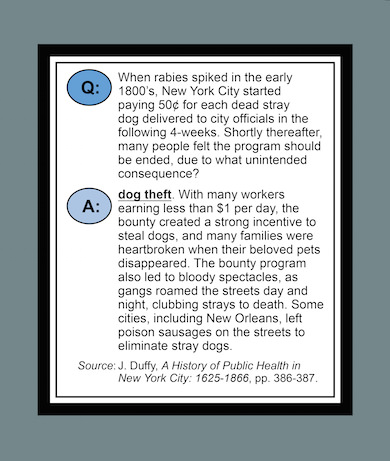 Q:
When rabies spiked in the early
1800's, New York City started
paying 50¢ for each dead stray
dog delivered to city officials in the
following 4-weeks. Shortly thereafter,
many people felt the program should
be ended, due to what unintended
consequence?
A:
dog theft. With many workers
earning less than $1 per day, the
bounty created a strong incentive to
steal dogs, and many families were
heartbroken when their beloved pets
disappeared. The bounty program
also led to bloody spectacles, as
gangs roamed the streets day and
night, clubbing strays to death. Some
cities, including New Orleans, left
poison sausages on the streets to
eliminate stray dogs.
Source: J. Duffy, A History of Public Health in
New York City: 1625-1866, pp. 386-387.